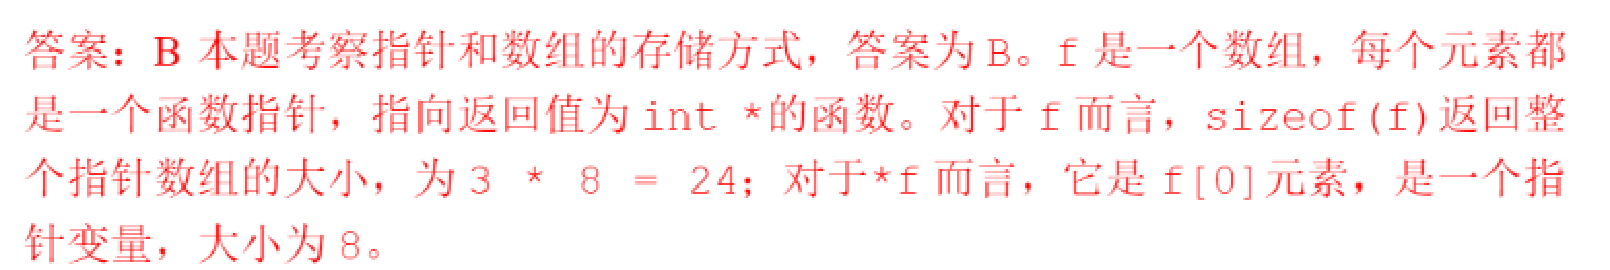 答案：B 本题考察指针和数组的存储方式，答案为 B。f 是一个数组，每个元素都
是一个函数指针，指向返回值为 int *的函数。对于 f 而言，sizeof(f)返回整
个指针数组的大小，为 3 * 8 = 24；对于*f 而言，它是 f[0]元素，是一个指
针变量，大小为 8。